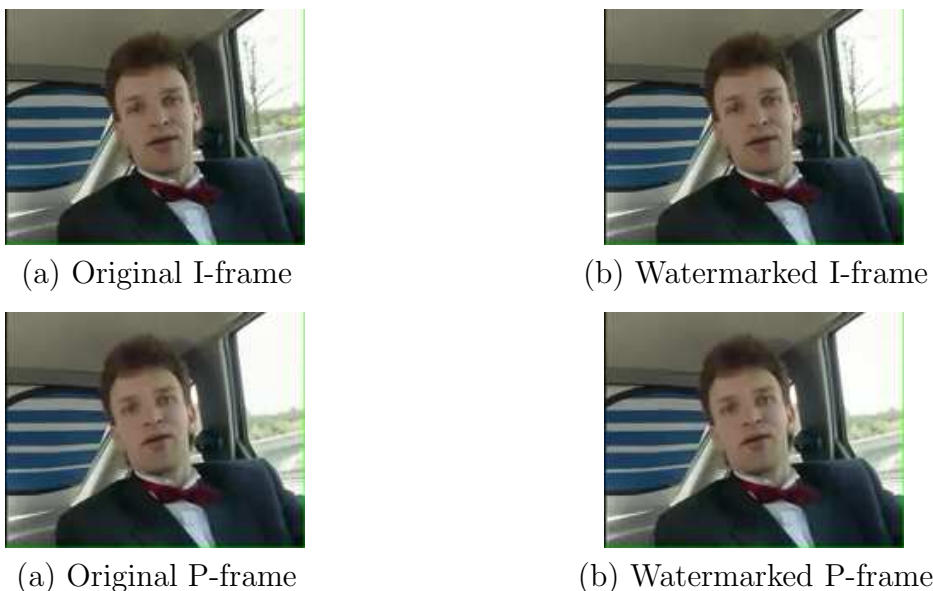 (a) Original I-frame
(b) Watermarked I-frame
(a) Original P-frame
(b) Watermarked P-frame